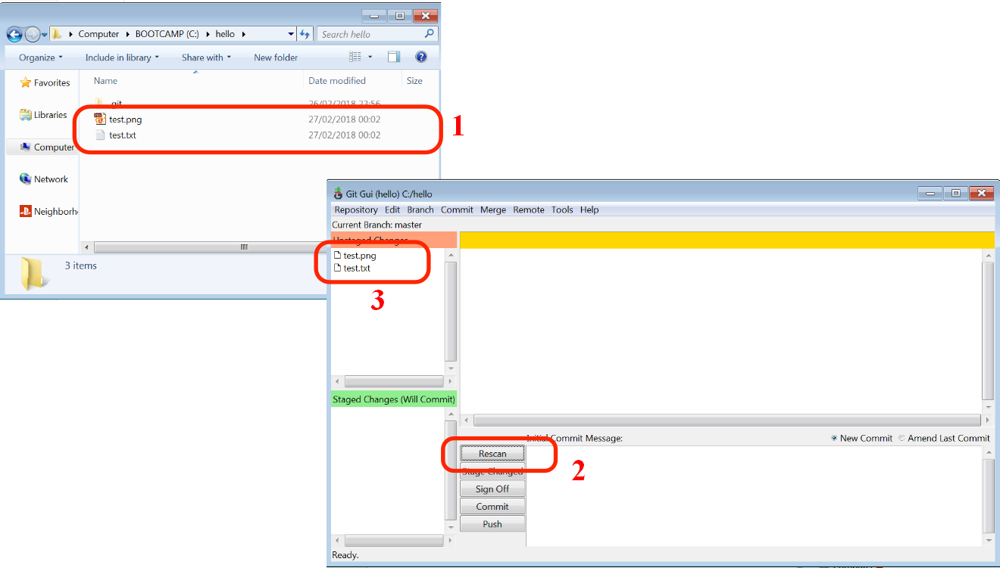 Computer ▸ BOOTCAMP (C:) ▸ hello ▸
Search hello
Organize Include in library Share with New folder
Name Date modified Size
Favorites
Libraries
Computer
Network
Neighborh
.git 26/02/2018 23:56
test.png 27/02/2018 00:02
test.txt 27/02/2018 00:02
1
3 items
Git Gui (hello) C:/hello
Repository Edit Branch Commit Merge Remote Tools Help
Current Branch: master
Unstaged Changes
test.png
test.txt
3
Staged Changes (Will Commit)
Initial Commit Message: New Commit Amend Last Commit
Rescan
2
Stage Changed
Sign Off
Commit
Push
Ready.